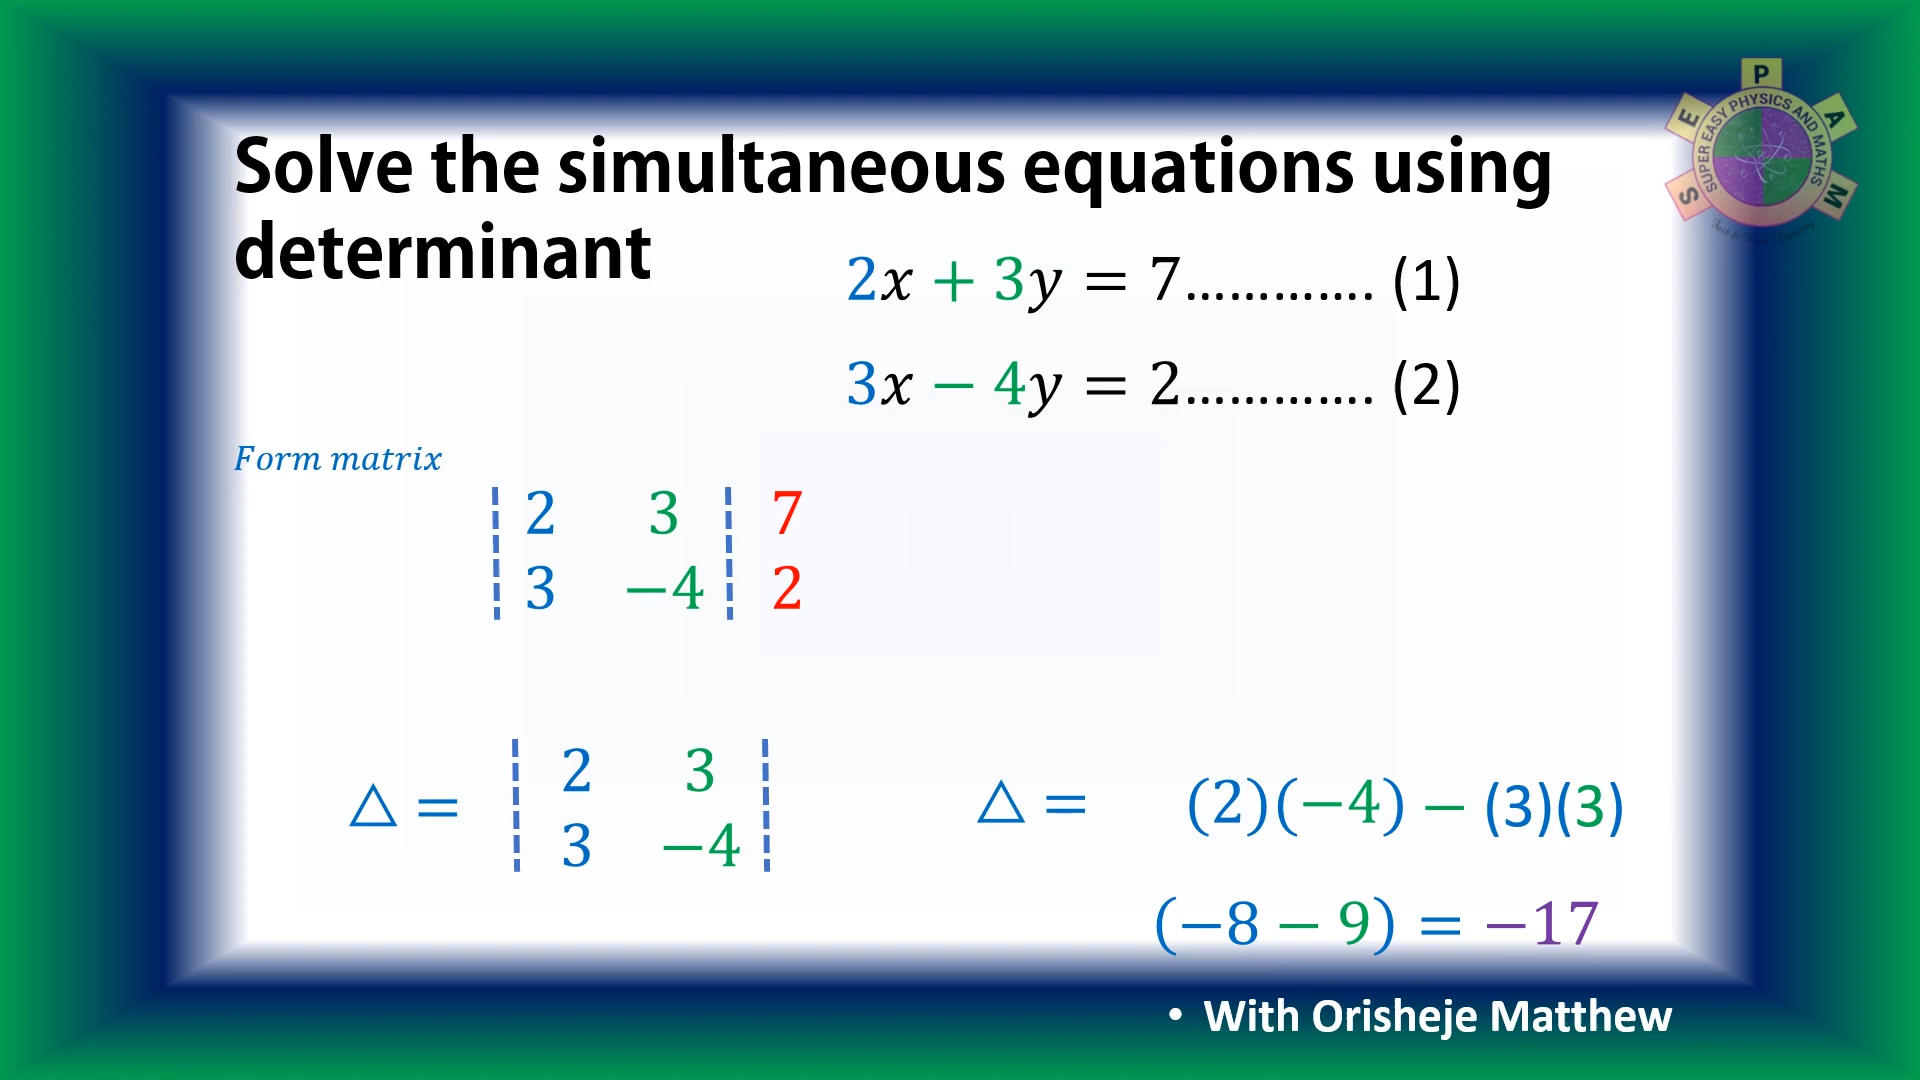 Solve the simultaneous equations using
determinant
2x + 3y = 7............. (1)
3x − 4y = 2............. (2)
Form matrix
2 3 7
3 −4 2
△ = 2 3
3 −4
△ = (2)(−4) − (3)(3)
(−8 − 9) = −17
• With Orisheje Matthew
S E P A M
SUPER EASY PHYSICS AND MATHS